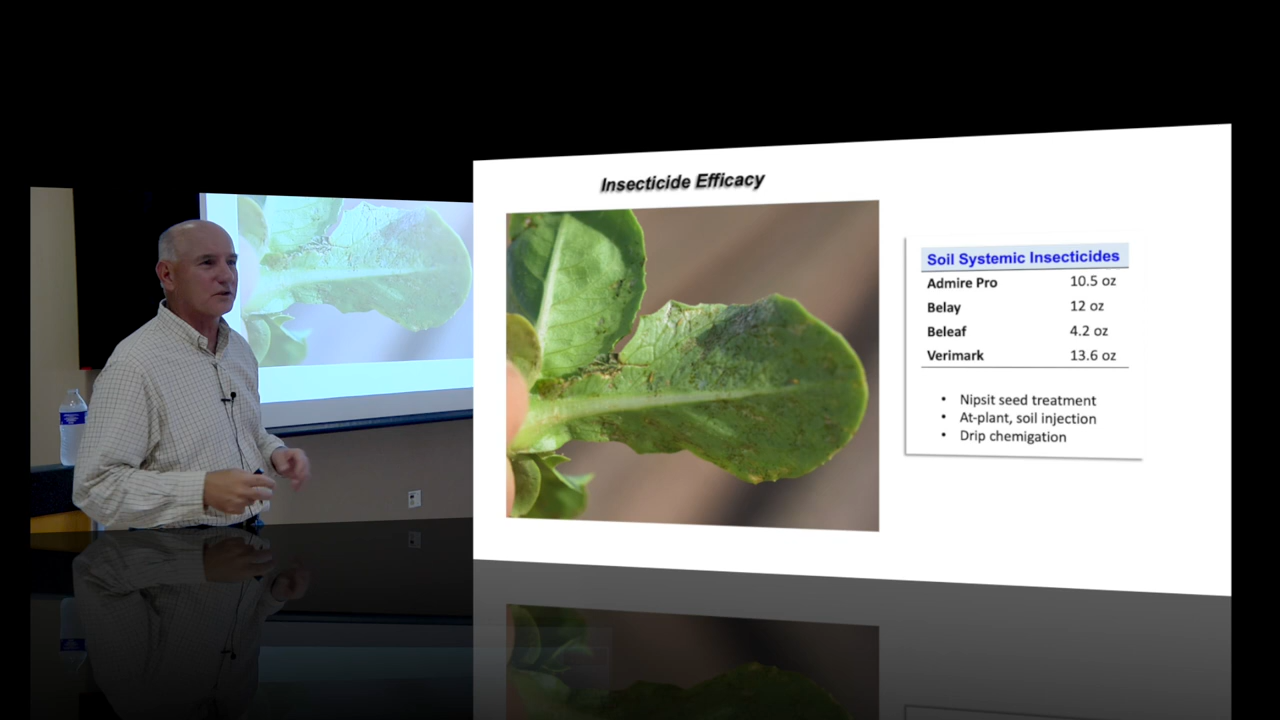 Insecticide Efficacy
Soil Systemic Insecticides
Admire Pro 10.5 oz
Belay 12 oz
Beleaf 4.2 oz
Verimark 13.6 oz
• Nipsit seed treatment
• At-plant, soil injection
• Drip chemigation